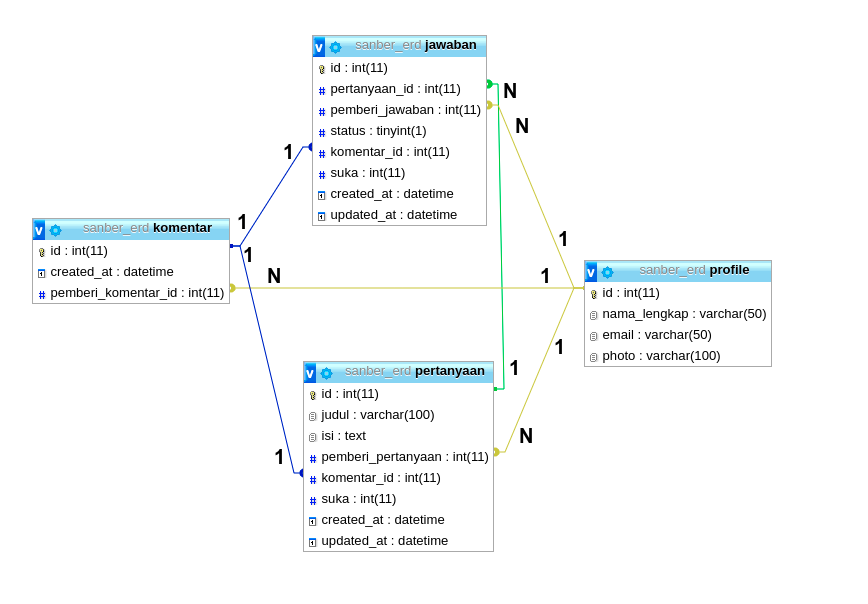 sanber_erd jawaban
id : int(11)
pertanyaan_id : int(11)
pemberi_jawaban : int(11)
status : tinyint(1)
komentar_id : int(11)
suka : int(11)
created_at : datetime
updated_at : datetime
N
N
1
1
1
sanber_erd komentar
id : int(11)
created_at : datetime
pemberi_komentar_id : int(11)
N
1
1
sanber_erd profile
id : int(11)
nama_lengkap : varchar(50)
email : varchar(50)
photo : varchar(100)
1
1
sanber_erd pertanyaan
id : int(11)
judul : varchar(100)
isi : text
pemberi_pertanyaan : int(11)
komentar_id : int(11)
suka : int(11)
created_at : datetime
updated_at : datetime
N
1